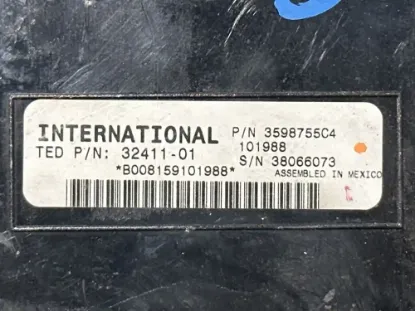 INTERNATIONAL P/N 3598755C4
101988
TED P/N: 32411-01 S/N 38066073
*B008159101988* ASSEMBLED IN MEXICO